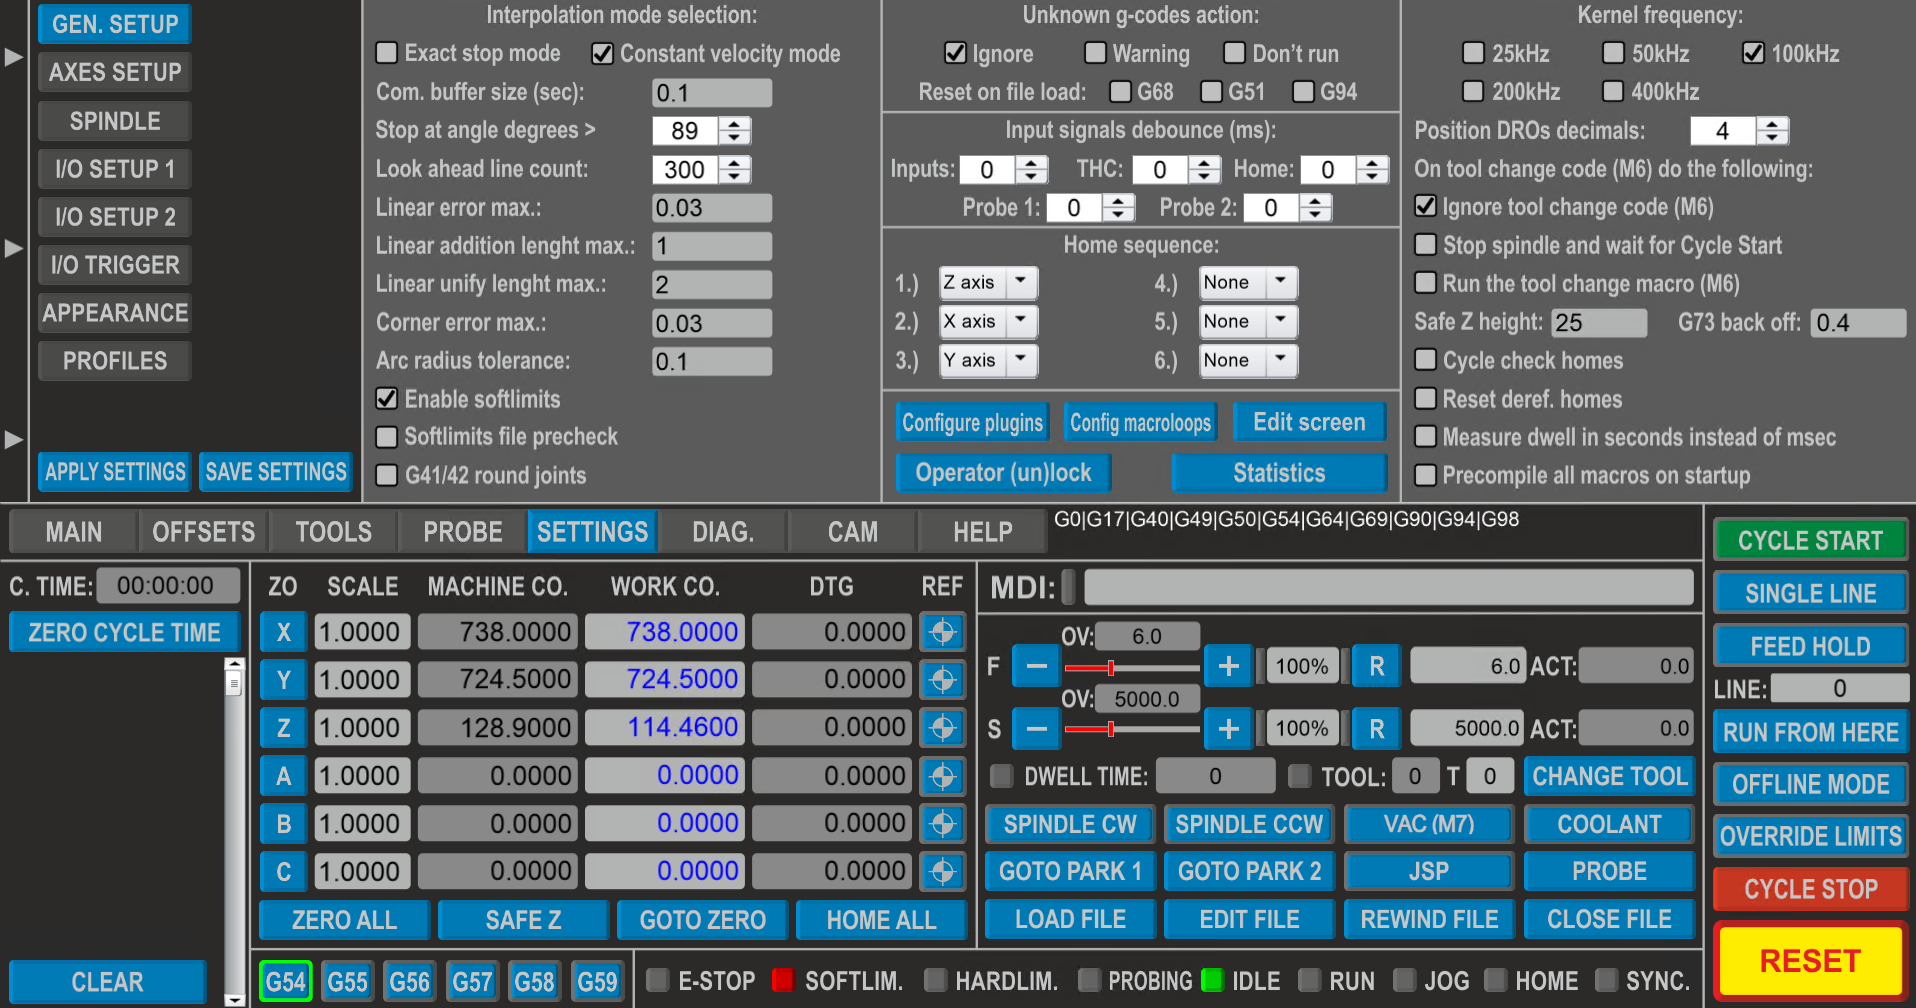 GEN. SETUP
AXES SETUP
SPINDLE
I/O SETUP 1
I/O SETUP 2
I/O TRIGGER
APPEARANCE
PROFILES
APPLY SETTINGS SAVE SETTINGS
Interpolation mode selection:
Exact stop mode Constant velocity mode
Com. buffer size (sec): 0.1
Stop at angle degrees > 89
Look ahead line count: 300
Linear error max.: 0.03
Linear addition lenght max.: 1
Linear unify lenght max.: 2
Corner error max.: 0.03
Arc radius tolerance: 0.1
Enable softlimits
Softlimits file precheck
G41/42 round joints
Unknown g-codes action:
Ignore Warning Don't run
Reset on file load: G68 G51 G94
Input signals debounce (ms):
Inputs: 0 THC: 0 Home: 0
Probe 1: 0 Probe 2: 0
Home sequence:
1.) Z axis 4.) None
2.) X axis 5.) None
3.) Y axis 6.) None
Configure plugins Config macroloops Edit screen
Operator (un)lock Statistics
Kernel frequency:
25kHz 50kHz 100kHz
200kHz 400kHz
Position DROs decimals: 4
On tool change code (M6) do the following:
Ignore tool change code (M6)
Stop spindle and wait for Cycle Start
Run the tool change macro (M6)
Safe Z height: 25 G73 back off: 0.4
Cycle check homes
Reset deref. homes
Measure dwell in seconds instead of msec
Precompile all macros on startup
MAIN OFFSETS TOOLS PROBE SETTINGS DIAG. CAM HELP
G0|G17|G40|G49|G50|G54|G64|G69|G90|G94|G98
C. TIME: 00:00:00
ZERO CYCLE TIME
CLEAR
ZO SCALE MACHINE CO. WORK CO. DTG REF
X 1.0000 738.0000 738.0000 0.0000
Y 1.0000 724.5000 724.5000 0.0000
Z 1.0000 128.9000 114.4600 0.0000
A 1.0000 0.0000 0.0000 0.0000
B 1.0000 0.0000 0.0000 0.0000
C 1.0000 0.0000 0.0000 0.0000
ZERO ALL SAFE Z GOTO ZERO HOME ALL
MDI:
OV: 6.0
F − + 100% R 6.0 ACT: 0.0
OV: 5000.0
S − + 100% R 5000.0 ACT: 0.0
DWELL TIME: 0 TOOL: 0 T 0 CHANGE TOOL
SPINDLE CW SPINDLE CCW VAC (M7) COOLANT
GOTO PARK 1 GOTO PARK 2 JSP PROBE
LOAD FILE EDIT FILE REWIND FILE CLOSE FILE
CYCLE START
SINGLE LINE
FEED HOLD
LINE: 0
RUN FROM HERE
OFFLINE MODE
OVERRIDE LIMITS
CYCLE STOP
RESET
G54 G55 G56 G57 G58 G59
E-STOP SOFTLIM. HARDLIM. PROBING IDLE RUN JOG HOME SYNC.